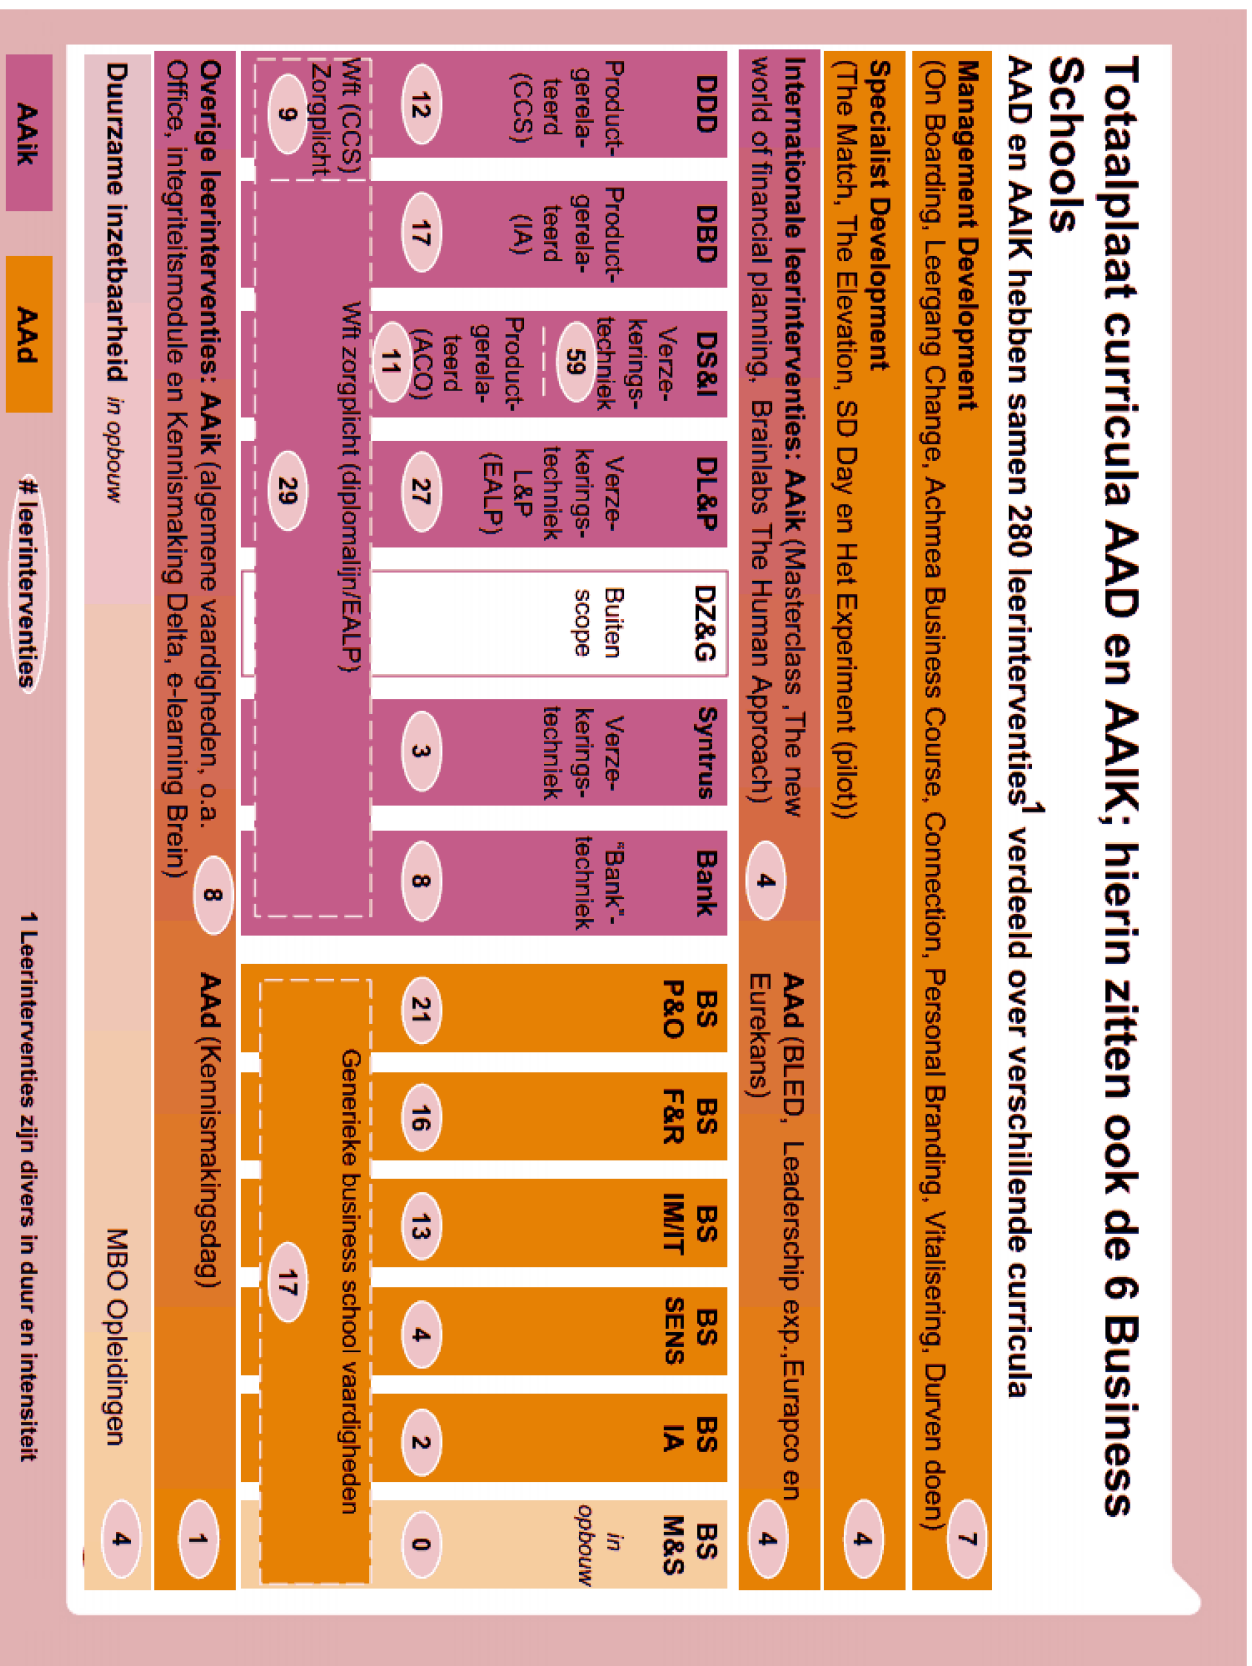 Totaalplaat curricula AAD en AAIK; hierin zitten ook de 6 Business
Schools
AAD en AAIK hebben samen 280 leerinterventies1 verdeeld over verschillende curricula
Management Development
(On Boarding, Leergang Change, Achmea Business Course, Connection, Personal Branding, Vitalisering, Durven doen)
7
Specialist Development
(The Match, The Elevation, SD Day en Het Experiment (pilot))
4
Internationale leerinterventies: AAik (Masterclass ,The new
world of financial planning, Brainlabs The Human Approach)
4
AAd (BLED, Leaderschip exp.,Eurapco en
Eurekans)
4
DDD
Product-
gerela-
teerd
(CCS)
12
DBD
Product-
gerela-
teerd
(IA)
17
DS&I
Verze-
kerings-
techniek
59
Product-
gerela-
teerd
(ACO)
11
DL&P
Verze-
kerings-
techniek
L&P
(EALP)
27
DZ&G
Buiten
scope
Syntrus
Verze-
kerings-
techniek
3
Bank
"Bank"-
techniek
8
BS
P&O
21
BS
F&R
16
BS
IM/IT
13
BS
SENS
4
BS
IA
2
BS
M&S
in
opbouw
0
Wft (CCS)
Zorgplicht
9
Wft zorgplicht (diplomalijn/EALP)
29
Generieke business school vaardigheden
17
Overige leerinterventies: AAik (algemene vaardigheden, o.a.
Office, integriteitsmodule en Kennismaking Delta, e-learning Brein)
8
AAd (Kennismakingsdag)
1
Duurzame inzetbaarheid in opbouw
MBO Opleidingen
4
AAik
AAd
# leerinterventies
1 Leerinterventies zijn divers in duur en intensiteit